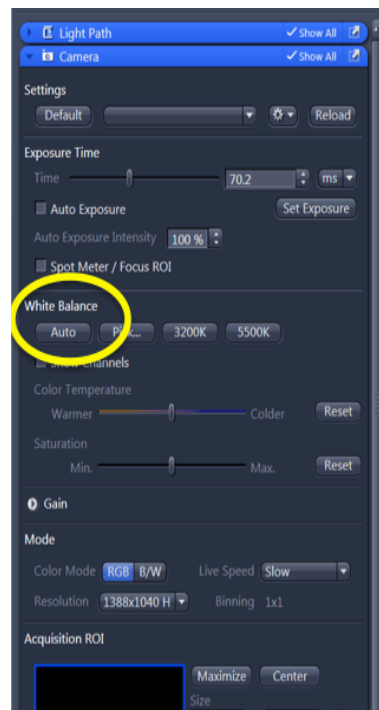 Light Path Show All
Camera Show All
Settings
Default Reload
Exposure Time
Time 70.2 ms
Auto Exposure Set Exposure
Auto Exposure Intensity 100 %
Spot Meter / Focus ROI
White Balance
Auto Pick... 3200K 5500K
Show Channels
Color Temperature
Warmer Colder Reset
Saturation
Min. Max. Reset
Gain
Mode
Color Mode RGB B/W Live Speed Slow
Resolution 1388x1040 H Binning 1x1
Acquisition ROI
Maximize Center
Size